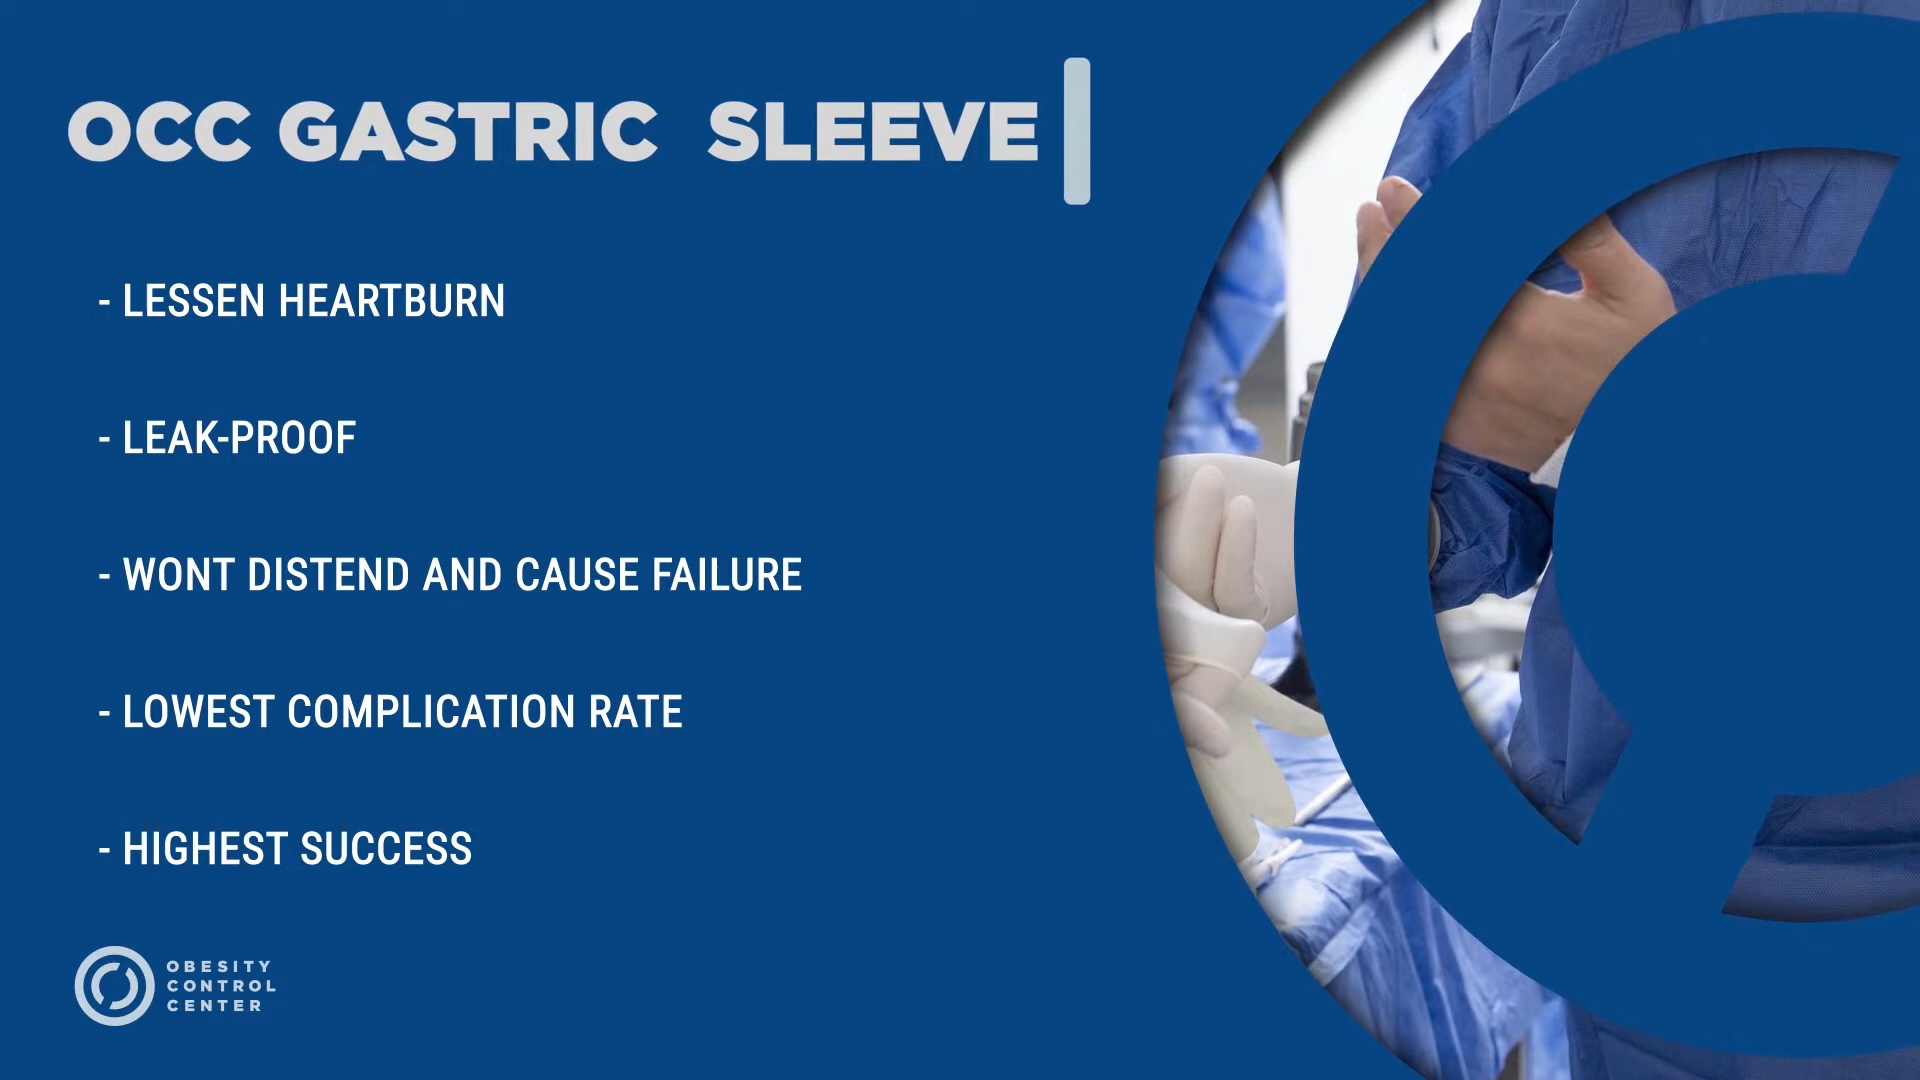 OCC GASTRIC SLEEVE
- LESSEN HEARTBURN
- LEAK-PROOF
- WONT DISTEND AND CAUSE FAILURE
- LOWEST COMPLICATION RATE
- HIGHEST SUCCESS
OBESITY
CONTROL
CENTER